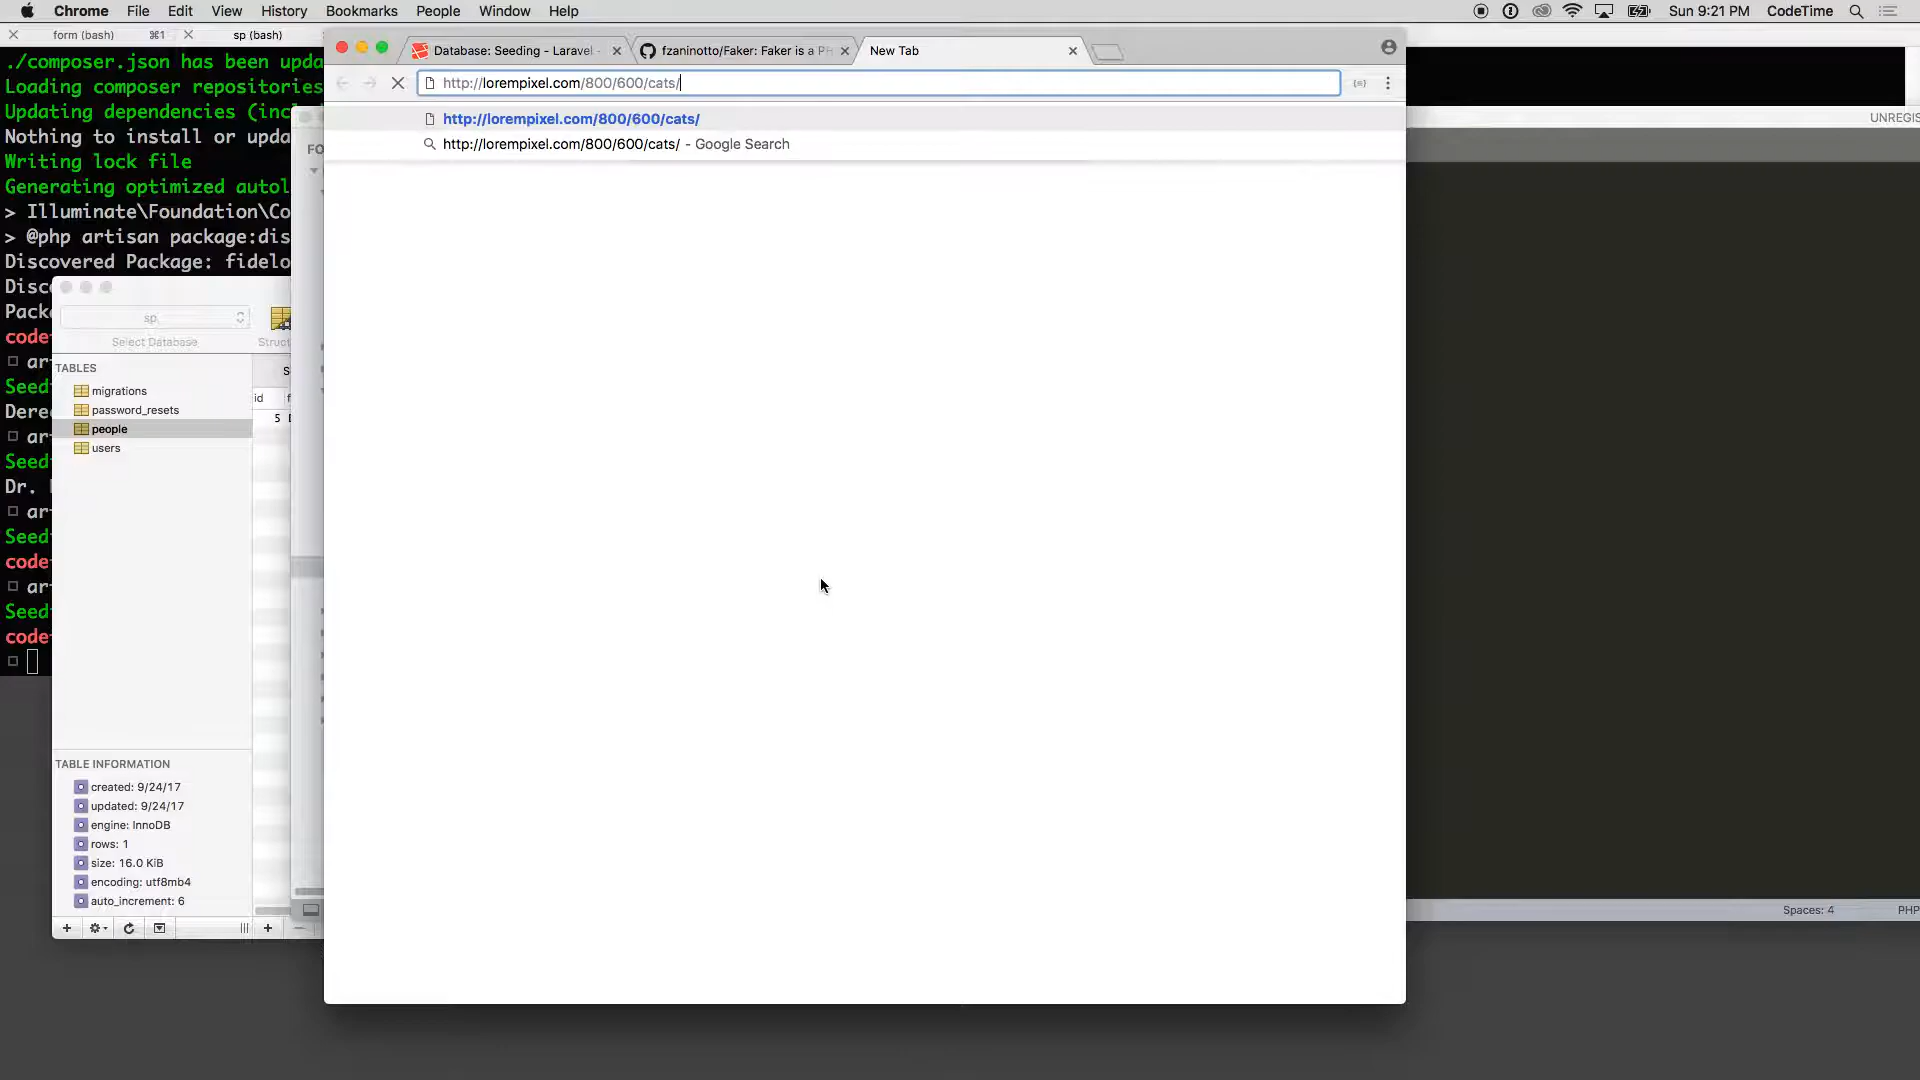 Chrome File Edit View History Bookmarks People Window Help
Sun 9:21 PM CodeTime
form (bash) ⌘1 sp (bash)
Database: Seeding - Laravel -
fzaninotto/Faker: Faker is a PH
New Tab
http://lorempixel.com/800/600/cats/
http://lorempixel.com/800/600/cats/
http://lorempixel.com/800/600/cats/ - Google Search
./composer.json has been upda
Loading composer repositories
Updating dependencies (incl
Nothing to install or upda
Writing lock file
Generating optimized autol
> Illuminate\Foundation\Co
> @php artisan package:dis
Discovered Package: fidelo
Disc
Pack
code
ar
Seed
Dere
ar
Seed
Dr.
ar
Seed
code
ar
Seed
code
UNREGIS
FO
sp
Select Database
Struct
TABLES
migrations
password_resets
people
users
S
id f
5
TABLE INFORMATION
created: 9/24/17
updated: 9/24/17
engine: InnoDB
rows: 1
size: 16.0 KiB
encoding: utf8mb4
auto_increment: 6
Spaces: 4
PHP